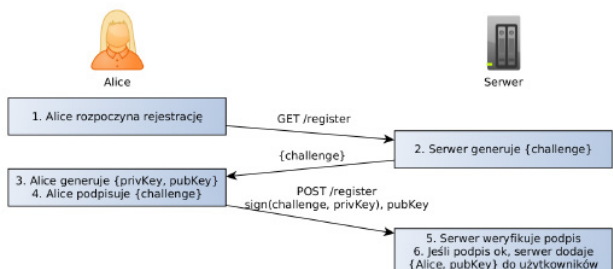 Alice
Serwer
1. Alice rozpoczyna rejestrację
GET /register
2. Serwer generuje {challenge}
{challenge}
3. Alice generuje {privKey, pubKey}
4. Alice podpisuje {challenge}
POST /register
sign(challenge, privKey), pubKey
5. Serwer weryfikuje podpis
6. Jeśli podpis ok, serwer dodaje
{Alice, pubKey} do użytkowników